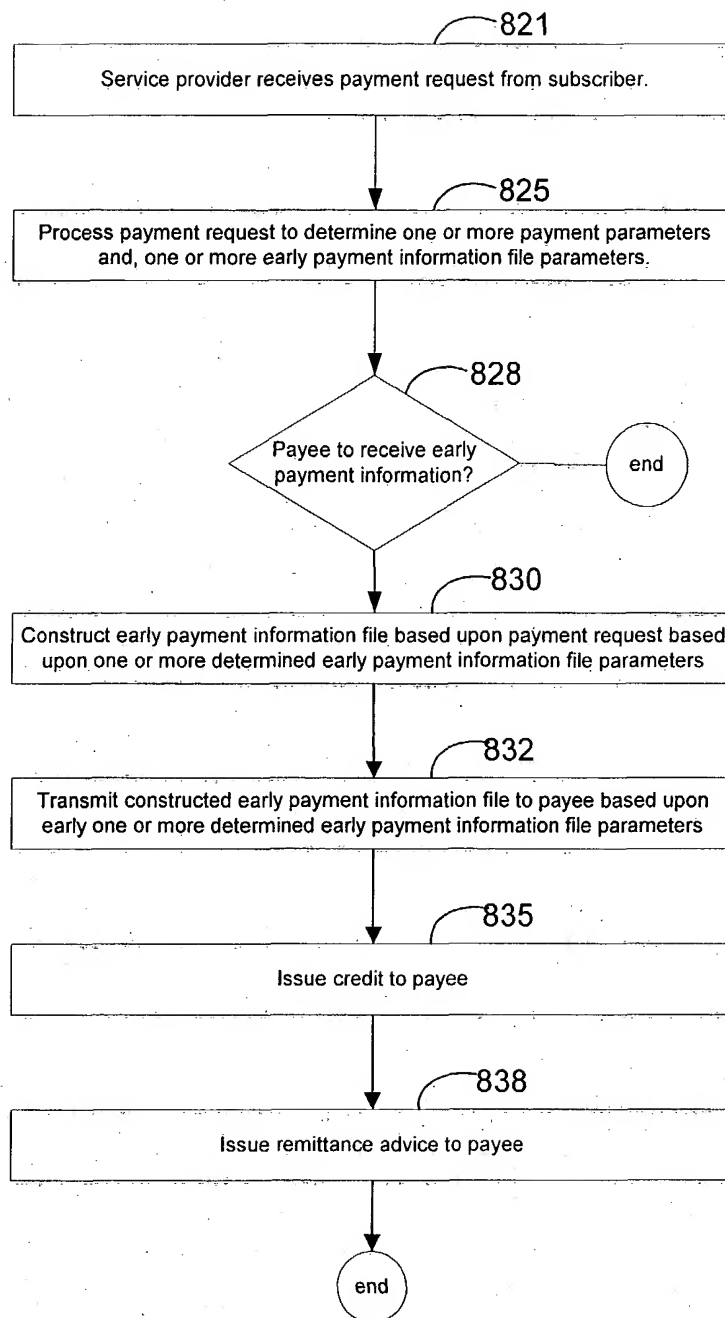 821
Service provider receives payment request from subscriber.
825
Process payment request to determine one or more payment parameters
and, one or more early payment information file parameters.
828
Payee to receive early
payment information?
end
830
Construct early payment information file based upon payment request based
upon one or more determined early payment information file parameters
832
Transmit constructed early payment information file to payee based upon
early one or more determined early payment information file parameters
835
Issue credit to payee
838
Issue remittance advice to payee
end